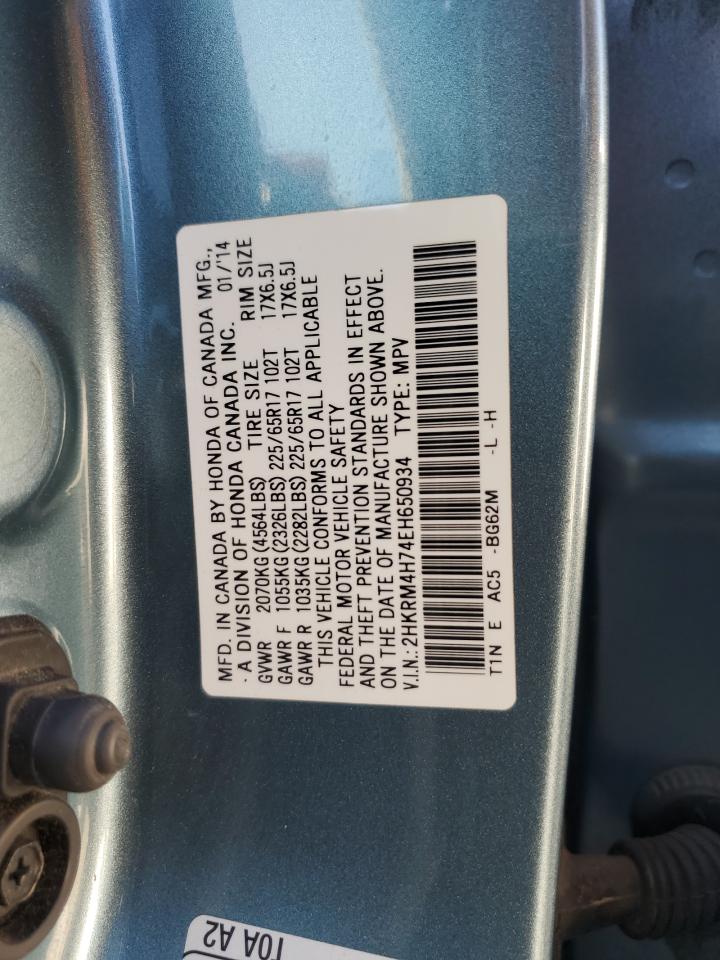 MFD. IN CANADA BY HONDA OF CANADA MFG.,
· A DIVISION OF HONDA CANADA INC. 01/'14
GVWR 2070KG(4564LBS) TIRE SIZE RIM SIZE
GAWR F 1055KG(2326LBS) 225/65R17 102T 17X6.5J
GAWR R 1035KG(2282LBS) 225/65R17 102T 17X6.5J
THIS VEHICLE CONFORMS TO ALL APPLICABLE
FEDERAL MOTOR VEHICLE SAFETY
AND THEFT PREVENTION STANDARDS IN EFFECT
ON THE DATE OF MANUFACTURE SHOWN ABOVE.
V.I.N.: 2HKRM4H74EH650934 TYPE: MPV
T1N E AC5 -BG62M -L -H
TOA A2